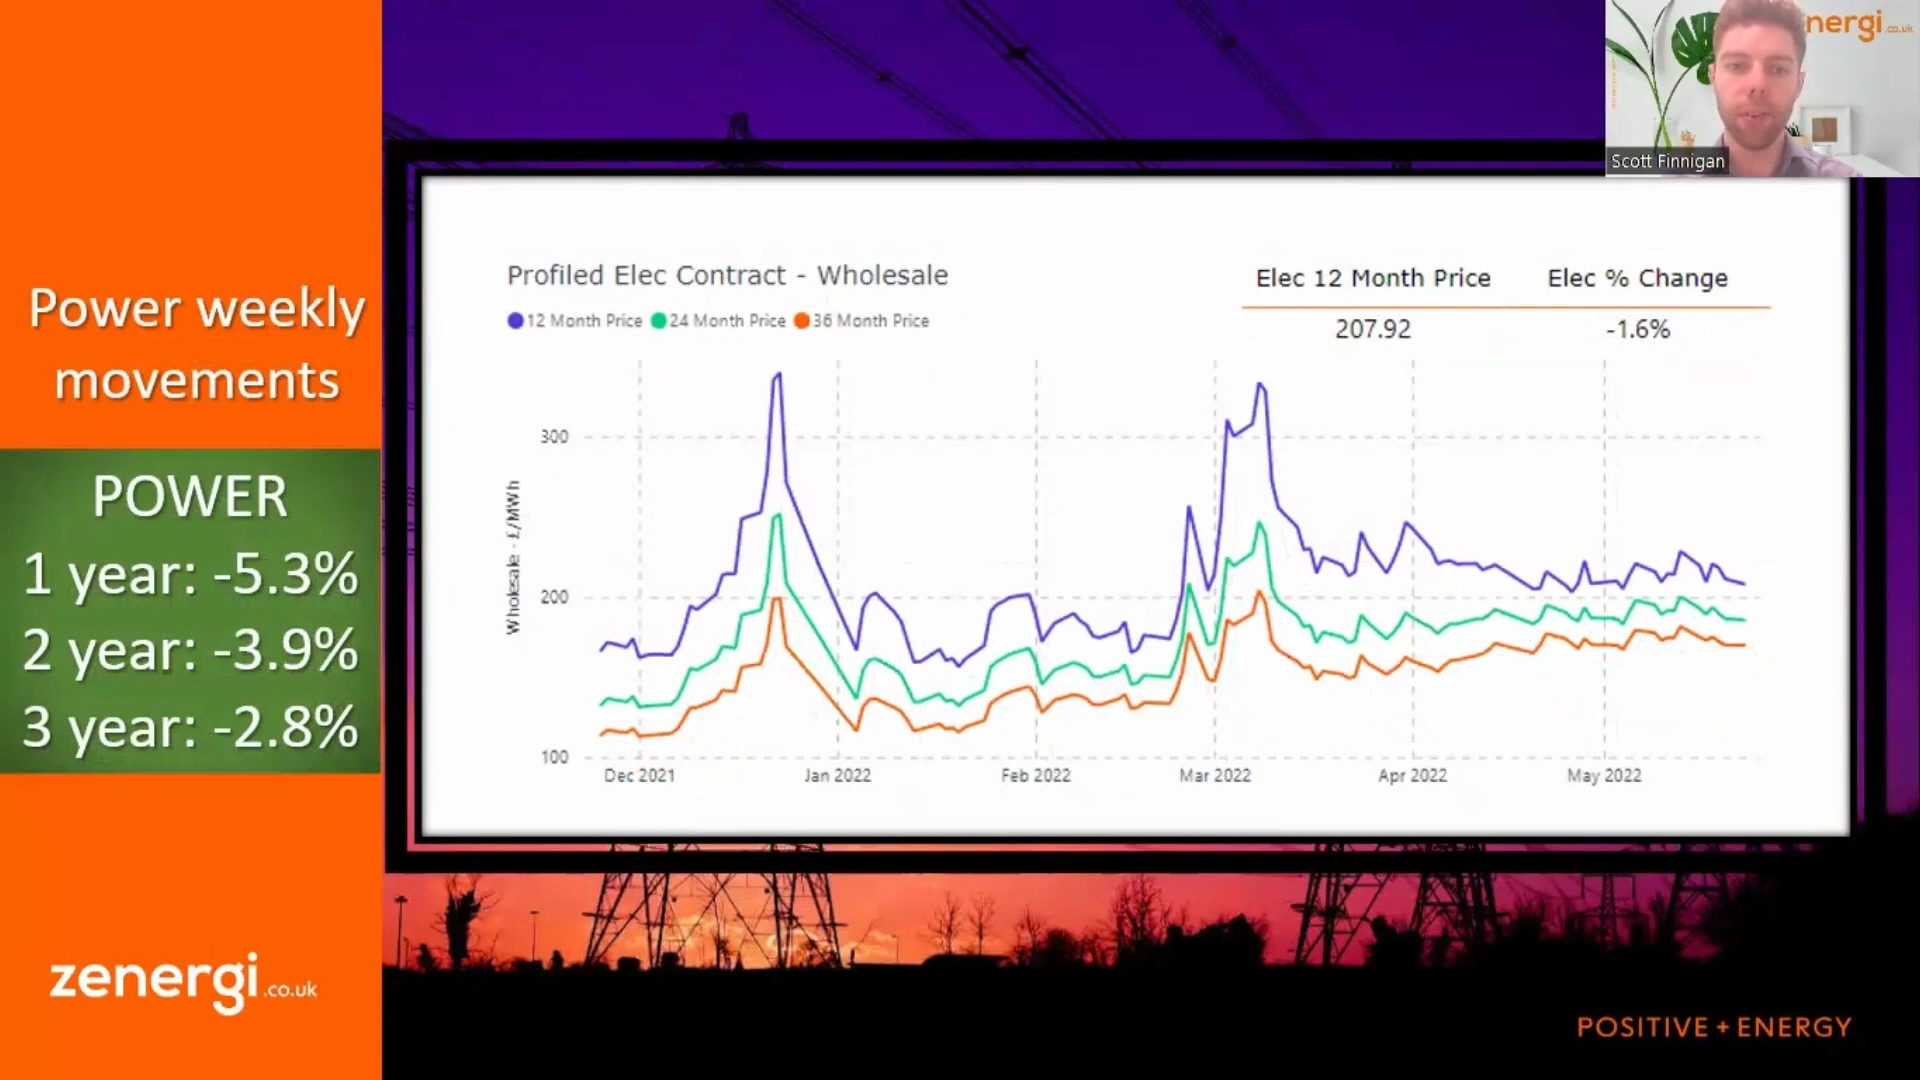 Power weekly
movements
POWER
1 year: -5.3%
2 year: -3.9%
3 year: -2.8%
zenergi.co.uk
nergi.co.uk
Scott Finnigan
Profiled Elec Contract - Wholesale
12 Month Price 24 Month Price 36 Month Price
Elec 12 Month Price Elec % Change
207.92 -1.6%
Wholesale - £/MWh
300
200
100
Dec 2021 Jan 2022 Feb 2022 Mar 2022 Apr 2022 May 2022
POSITIVE + ENERGY